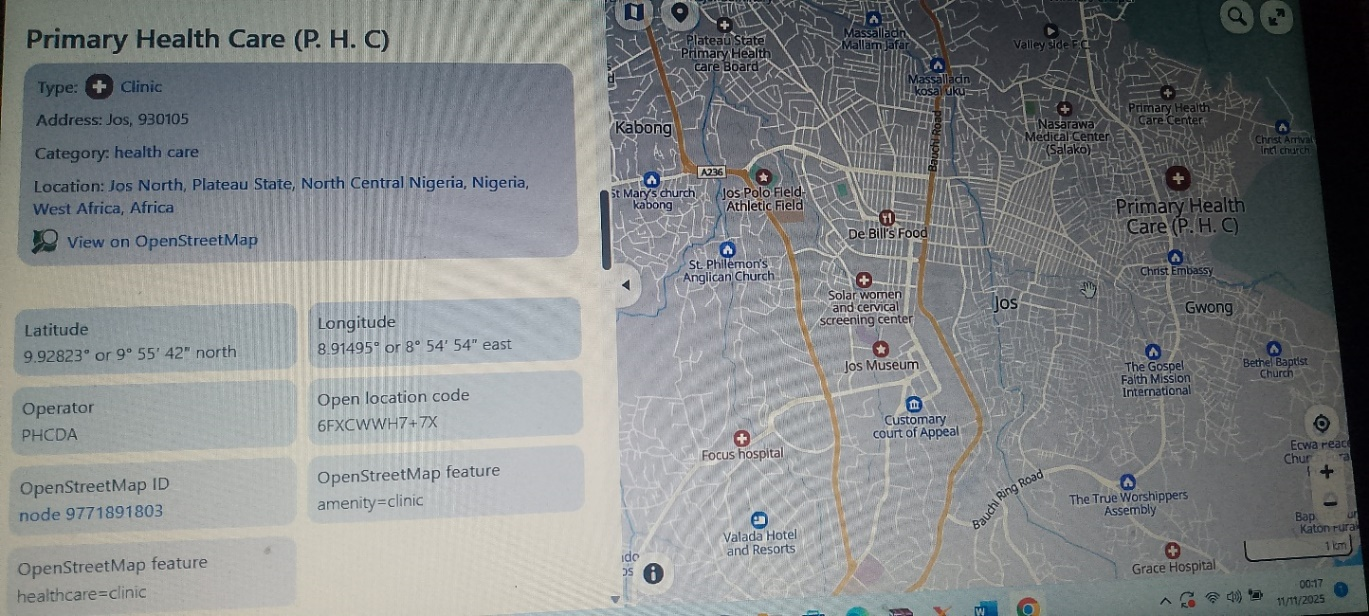 Primary Health Care (P. H. C)
Type: Clinic
Address: Jos, 930105
Category: health care
Location: Jos North, Plateau State, North Central Nigeria, Nigeria,
West Africa, Africa
View on OpenStreetMap
Latitude
9.92823° or 9° 55' 42" north
Longitude
8.91495° or 8° 54' 54" east
Operator
PHCDA
Open location code
6FXCWWH7+7X
OpenStreetMap ID
node 9771891803
OpenStreetMap feature
amenity=clinic
OpenStreetMap feature
healthcare=clinic
Plateau State
Primary Health
care Board
Massallacin
Mallam Jafar
Valley side F.C.
Massallacin
kosai uku
Kabong
Bauchi Road
Nasarawa
Medical Center
(Salako)
Primary Health
Care Center
Christ Arrival
Int'l church
A236
St Mary's church
kabong
Jos Polo Field-
Athletic Field
De Bill's Food
Primary Health
Care (P. H. C)
St. Philemon's
Anglican Church
Christ Embassy
Solar women
and cervical
screening center
Jos
Gwong
Jos Museum
The Gospel
Faith Mission
International
Bethel Baptist
Church
Customary
court of Appeal
Focus hospital
Ecwa
Bauchi Ring Road
The True Worshippers
Assembly
Valada Hotel
and Resorts
Grace Hospital
1 km
00:17
11/11/2025